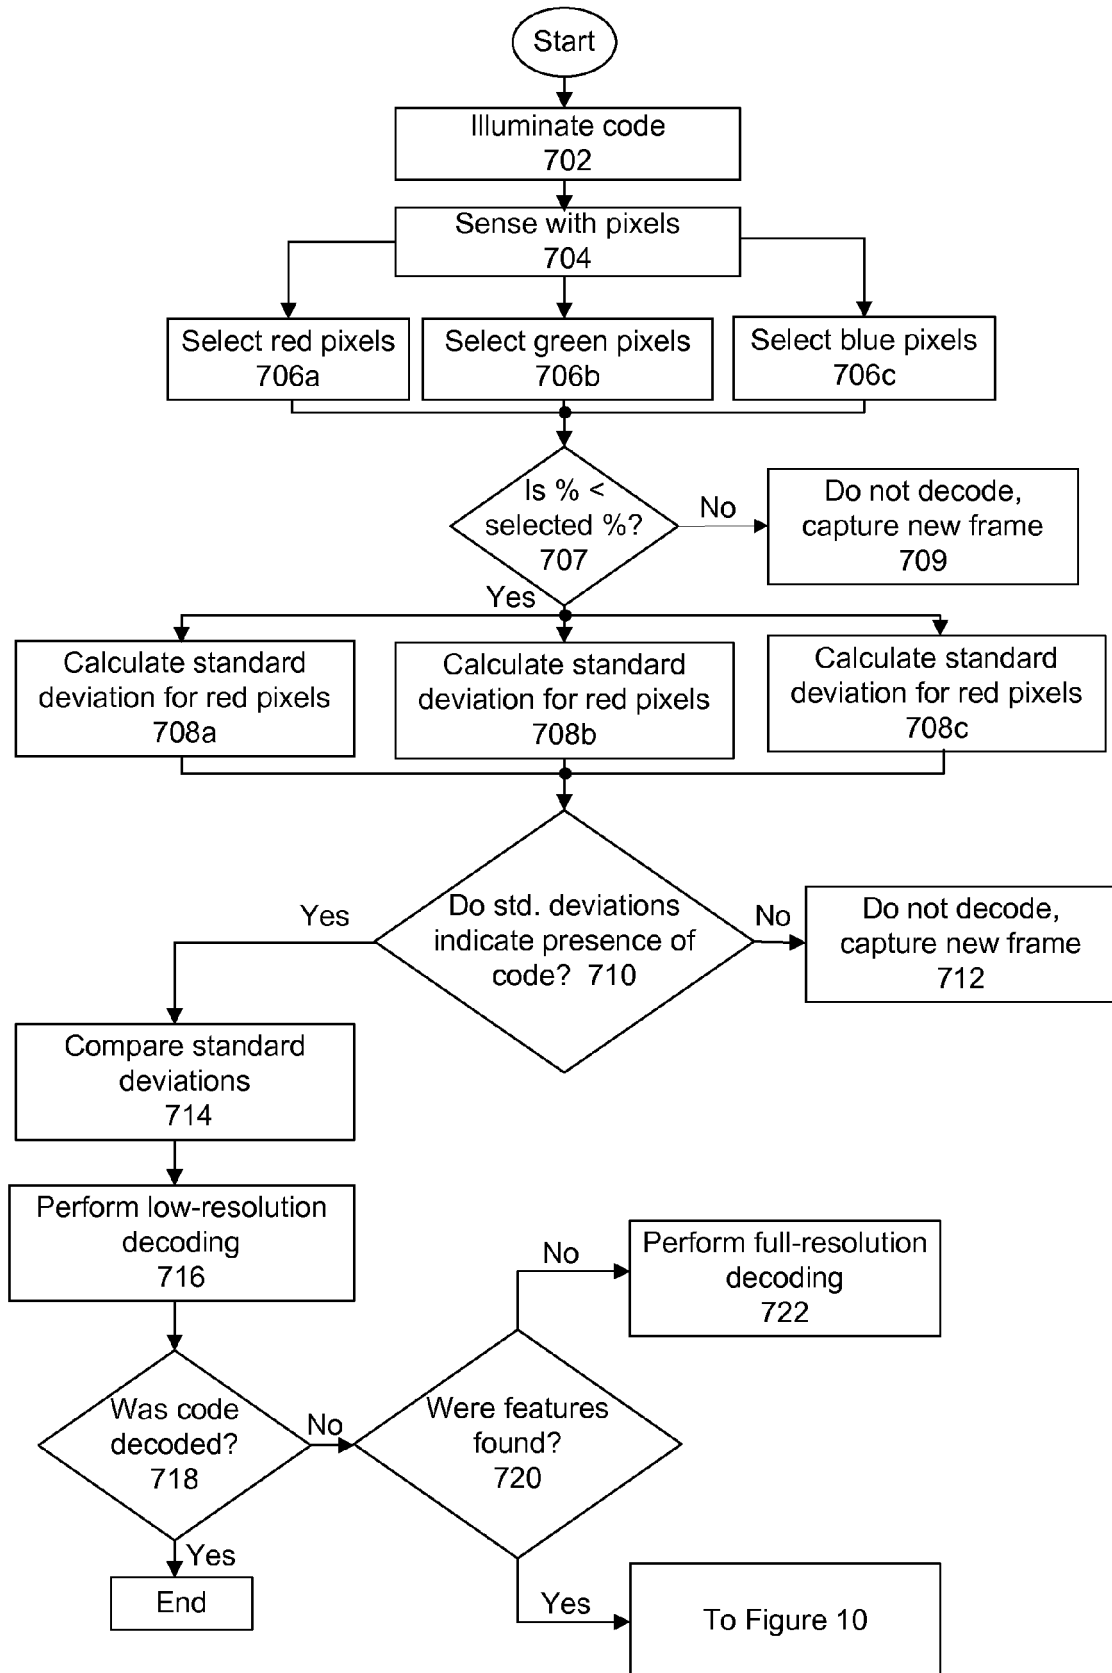 Start
Illuminate code
702
Sense with pixels
704
Select red pixels
706a
Select green pixels
706b
Select blue pixels
706c
Is % <
selected %?
707
No
Do not decode,
capture new frame
709
Yes
Calculate standard
deviation for red pixels
708a
Calculate standard
deviation for red pixels
708b
Calculate standard
deviation for red pixels
708c
Do std. deviations
indicate presence of
code? 710
Yes
No
Do not decode,
capture new frame
712
Compare standard
deviations
714
Perform low-resolution
decoding
716
Was code
decoded?
718
No
Yes
End
Were features
found?
720
No
Perform full-resolution
decoding
722
Yes
To Figure 10